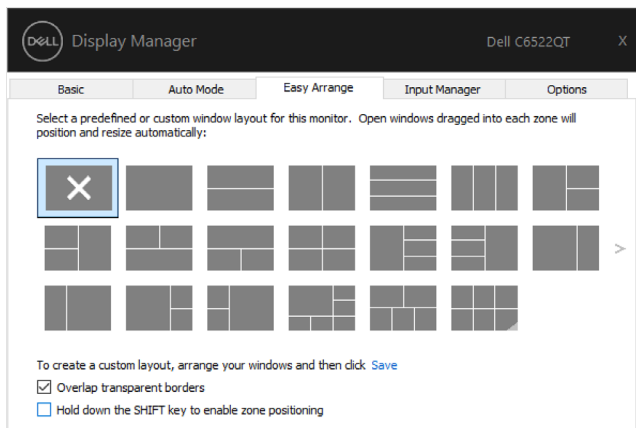 DELL Display Manager Dell C6522QT X
Basic Auto Mode Easy Arrange Input Manager Options
Select a predefined or custom window layout for this monitor. Open windows dragged into each zone will
position and resize automatically:
>
To create a custom layout, arrange your windows and then click Save
Overlap transparent borders
Hold down the SHIFT key to enable zone positioning